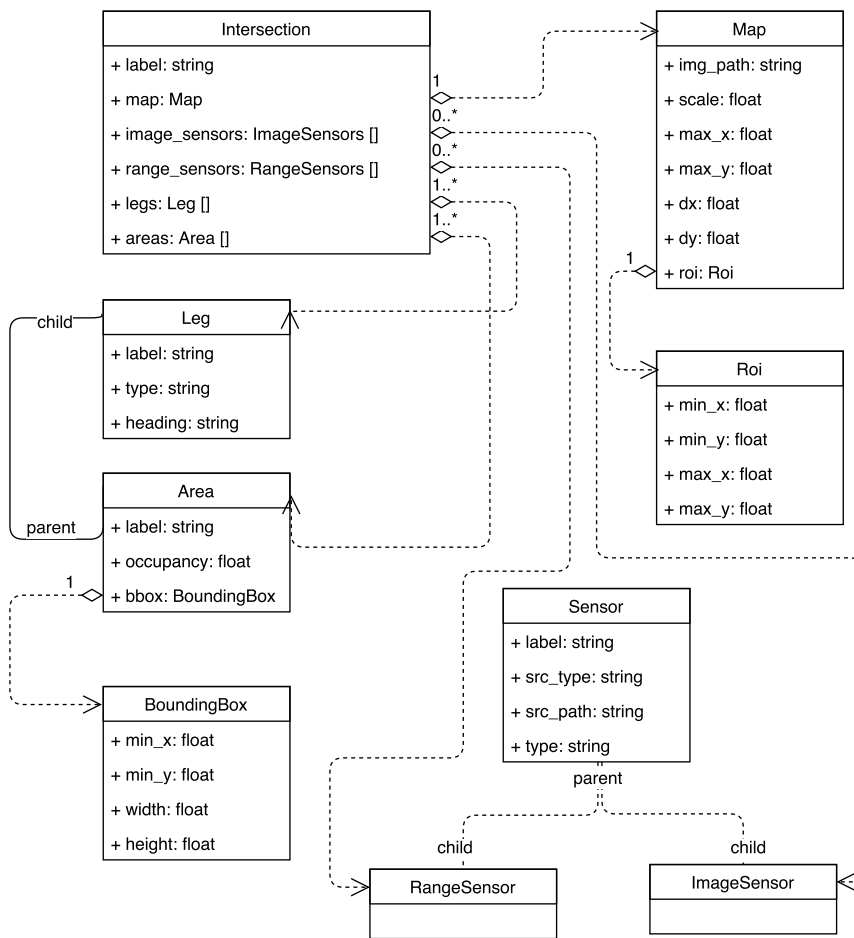 Intersection
+ label: string
+ map: Map
+ image_sensors: ImageSensors []
+ range_sensors: RangeSensors []
+ legs: Leg []
+ areas: Area []
1
0..*
0..*
1..*
1..*
Map
+ img_path: string
+ scale: float
+ max_x: float
+ max_y: float
+ dx: float
+ dy: float
+ roi: Roi
1
Leg
+ label: string
+ type: string
+ heading: string
child
parent
Roi
+ min_x: float
+ min_y: float
+ max_x: float
+ max_y: float
Area
+ label: string
+ occupancy: float
+ bbox: BoundingBox
1
Sensor
+ label: string
+ src_type: string
+ src_path: string
+ type: string
parent
child
child
BoundingBox
+ min_x: float
+ min_y: float
+ width: float
+ height: float
RangeSensor
ImageSensor